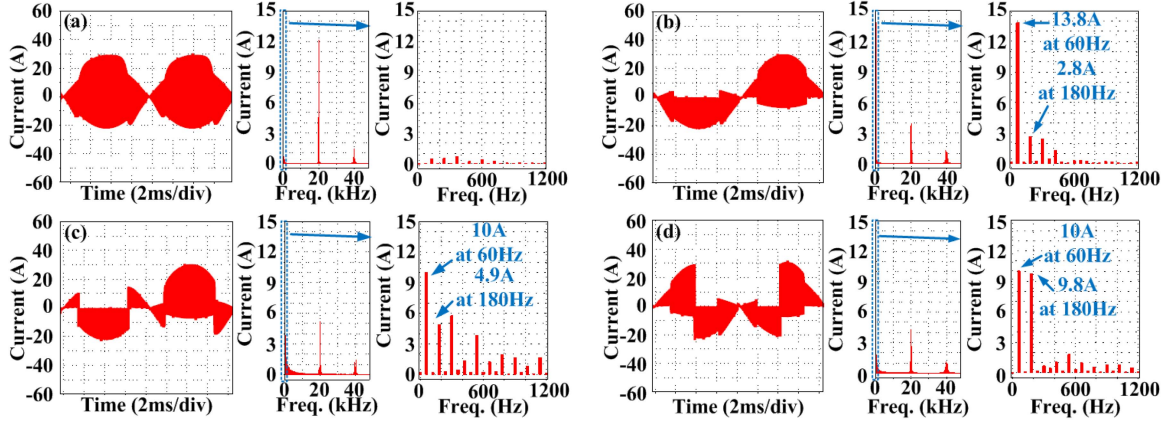 (a)
Current (A)
60
40
20
0
-20
-40
-60
Time (2ms/div)
Current (A)
15
12
9
6
3
0
0 20 40
Freq. (kHz)
Current (A)
15
12
9
6
3
0
0 600 1200
Freq. (Hz)
(b)
Current (A)
60
40
20
0
-20
-40
-60
Time (2ms/div)
Current (A)
15
12
9
6
3
0
0 20 40
Freq. (kHz)
Current (A)
15
12
9
6
3
0
13.8A
at 60Hz
2.8A
at 180Hz
0 600 1200
Freq. (Hz)
(c)
Current (A)
60
40
20
0
-20
-40
-60
Time (2ms/div)
Current (A)
15
12
9
6
3
0
0 20 40
Freq. (kHz)
Current (A)
15
12
9
6
3
0
10A
at 60Hz
4.9A
at 180Hz
0 600 1200
Freq. (Hz)
(d)
Current (A)
60
40
20
0
-20
-40
-60
Time (2ms/div)
Current (A)
15
12
9
6
3
0
0 20 40
Freq. (kHz)
Current (A)
15
12
9
6
3
0
10A
at 60Hz
9.8A
at 180Hz
0 600 1200
Freq. (Hz)